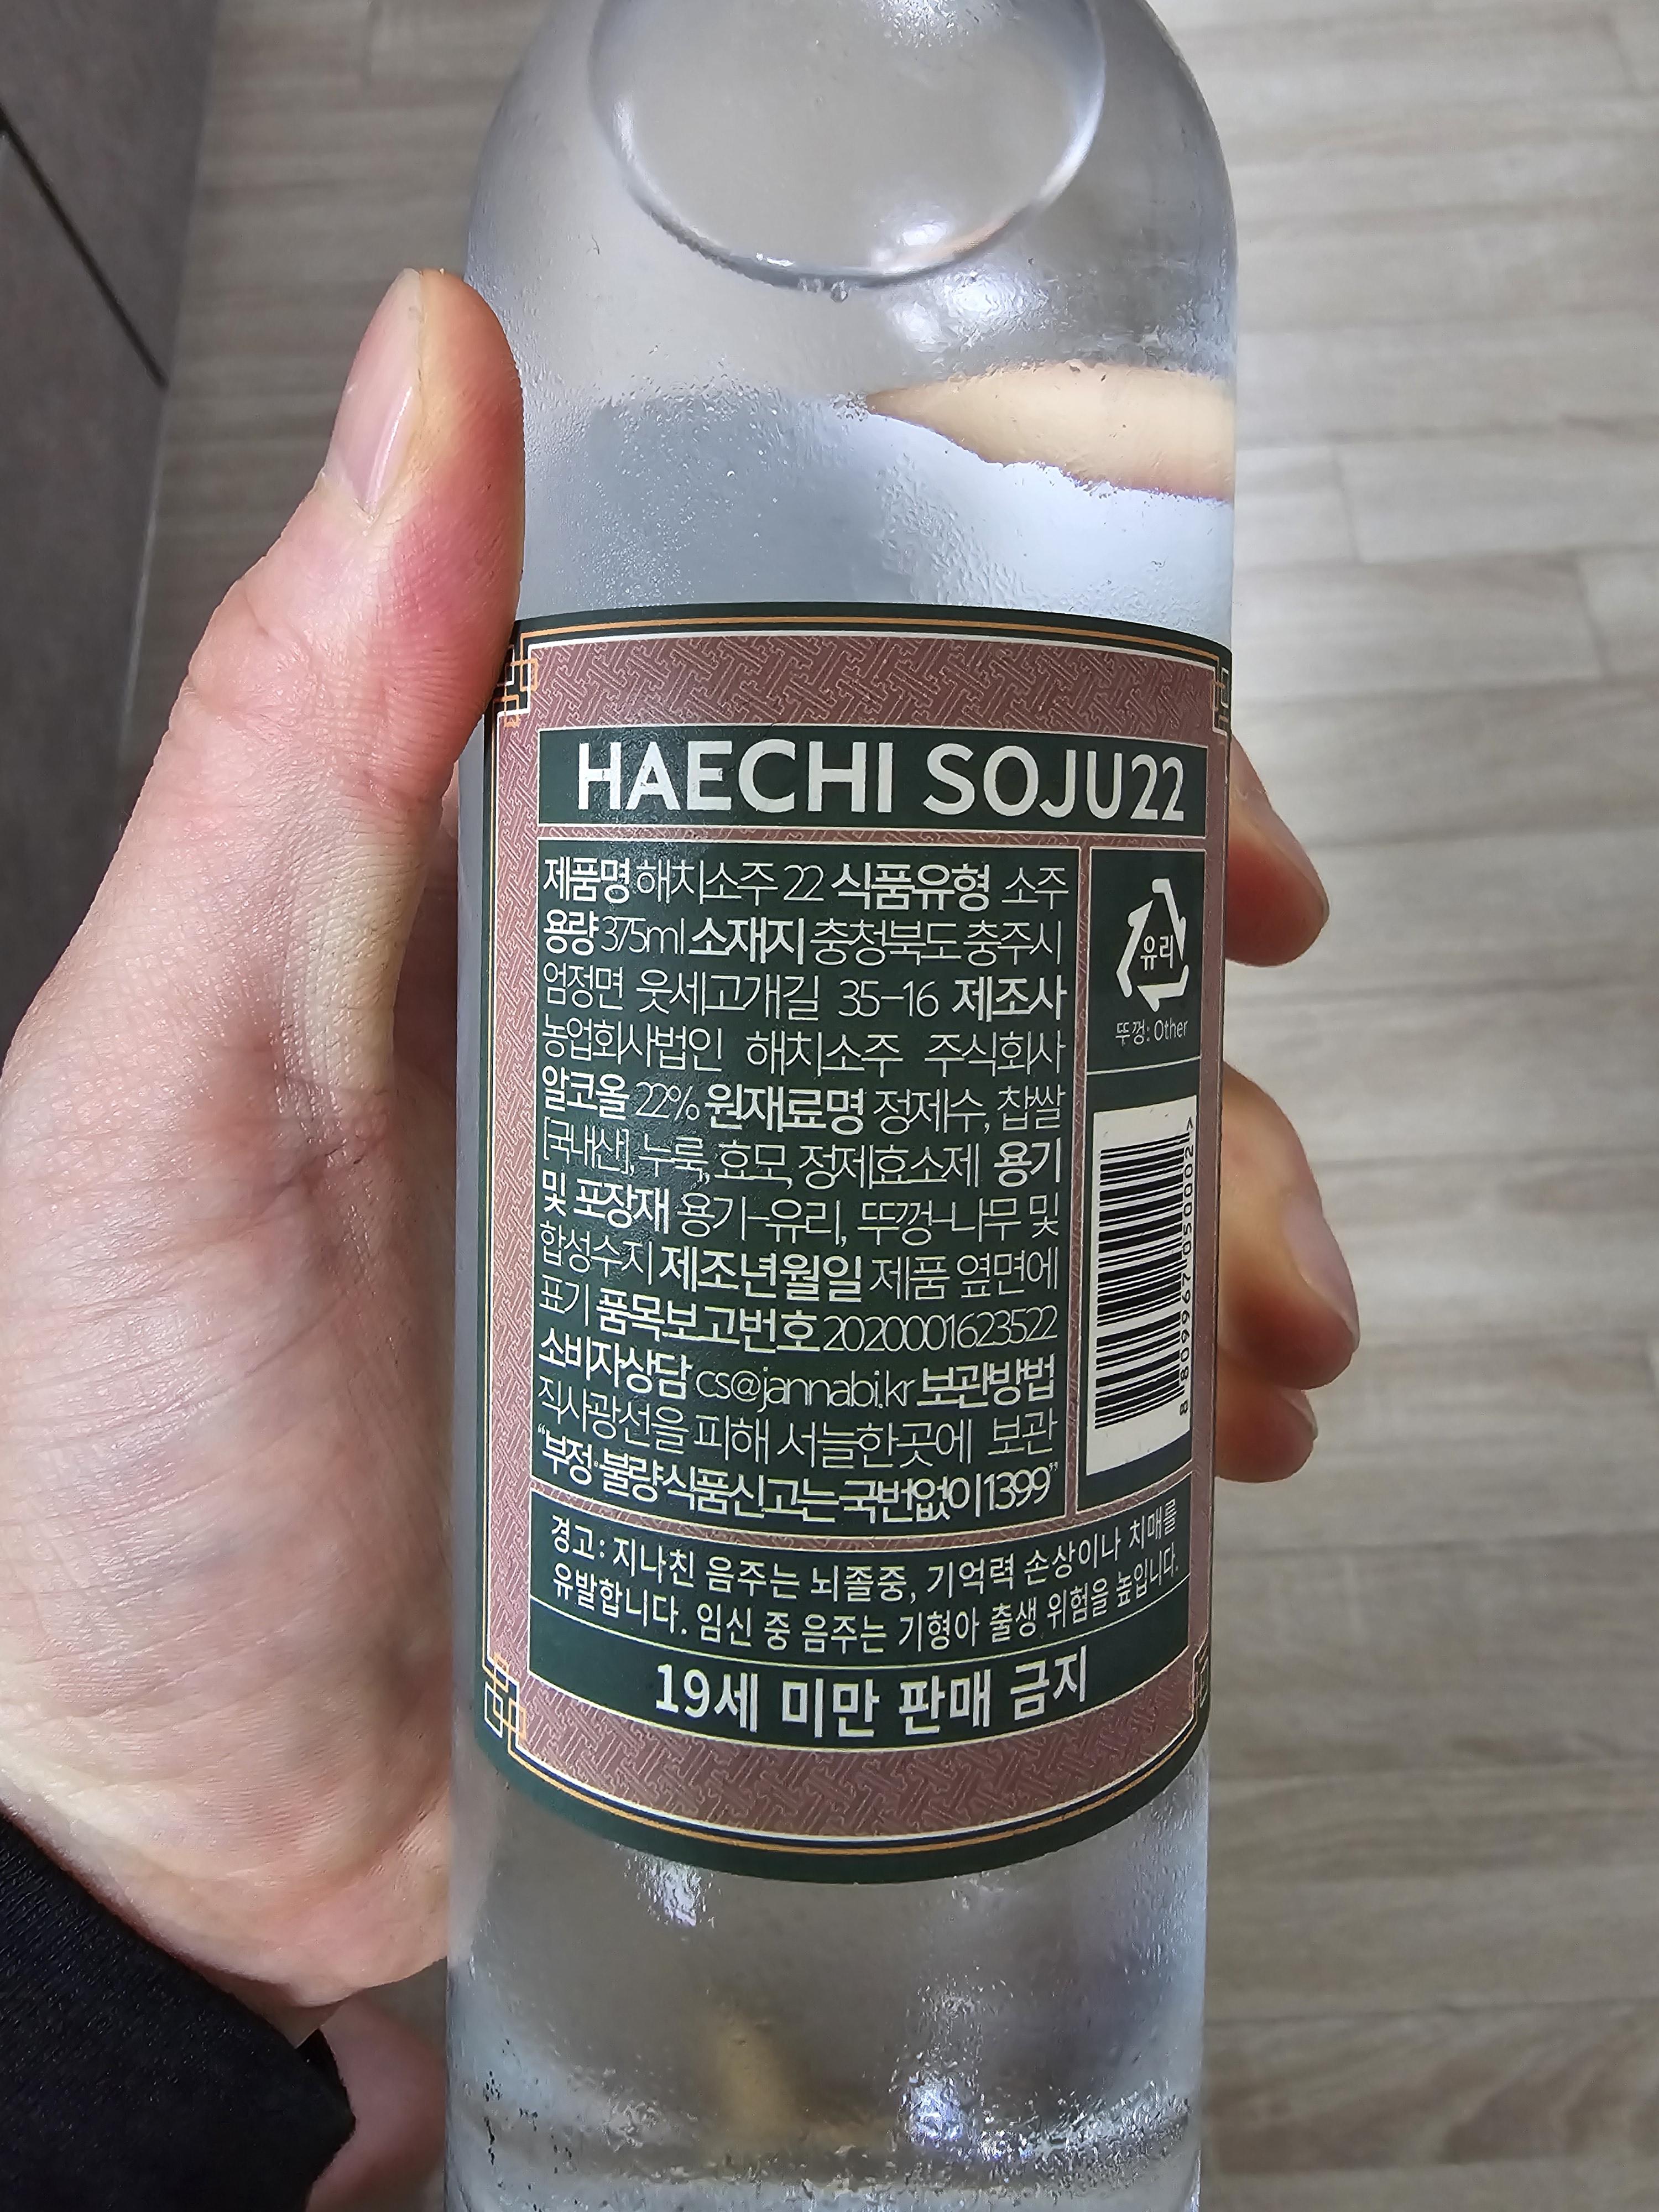 HAECHI SOJU22
제품명 해치소주 22 식품유형 소주
용량 375ml 소재지 충청북도 충주시
엄정면 웃세고개길 35-16 제조사
농업회사법인 해치소주 주식회사
알코올 22% 원재료명 정제수, 찹쌀
[국내산], 누룩, 효모, 정제효소제 용기
및 포장재 용기-유리, 뚜껑-나무 및
합성수지 제조년월일 제품 옆면에
표기 품목보고번호 2020001623522
소비자상담 cs@jannabi.kr 보관방법
직사광선을 피해 서늘한곳에 보관
“부정·불량식품신고는국번없이1399”
유리
뚜껑: Other
8 809967 050002 >
경고: 지나친 음주는 뇌졸중, 기억력 손상이나 치매를
유발합니다. 임신 중 음주는 기형아 출생 위험을 높입니다.
19세 미만 판매 금지